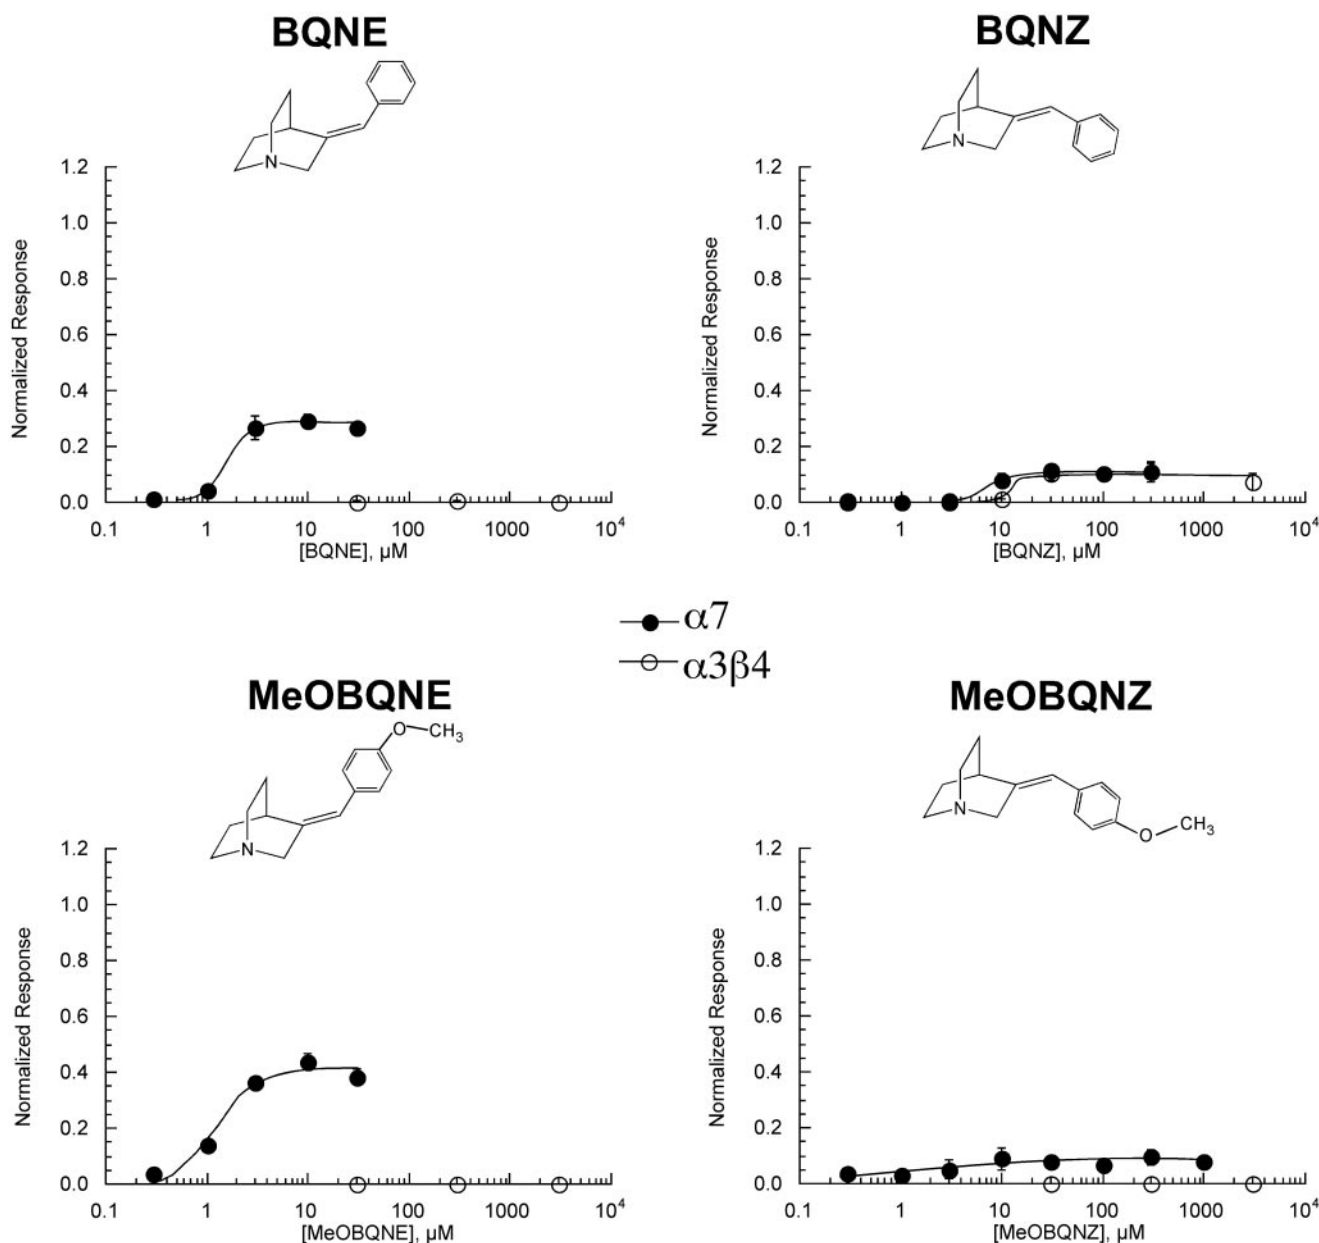 BQNE
BQNZ
N
N
1.2
1.0
0.8
0.6
0.4
0.2
0.0
Normalized Response
0.1 1 10 100 1000 10⁴
[BQNE], µM
1.2
1.0
0.8
0.6
0.4
0.2
0.0
Normalized Response
0.1 1 10 100 1000 10⁴
[BQNZ], µM
α7
α3β4
MeOBQNE
MeOBQNZ
O CH₃
N
N
O CH₃
1.2
1.0
0.8
0.6
0.4
0.2
0.0
Normalized Response
0.1 1 10 100 1000 10⁴
[MeOBQNE], µM
1.2
1.0
0.8
0.6
0.4
0.2
0.0
Normalized Response
0.1 1 10 100 1000 10⁴
[MeOBQNZ], µM